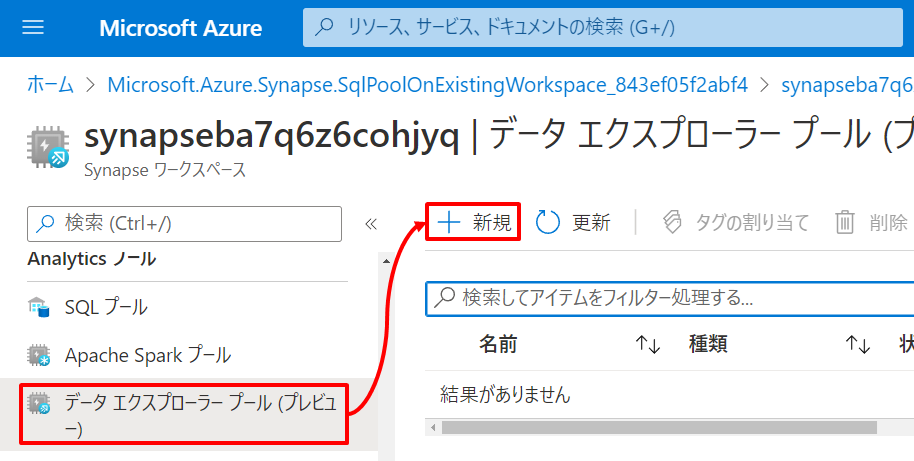 Microsoft Azure
リソース、サービス、ドキュメントの検索 (G+/)
ホーム > Microsoft.Azure.Synapse.SqlPoolOnExistingWorkspace_843ef05f2abf4 > synapseba7q6
synapseba7q6z6cohjyq | データ エクスプローラー プール (プ
Synapse ワークスペース
検索 (Ctrl+/)
«
+ 新規
更新
タグの割り当て
削除
Analytics ノール
SQL プール
Apache Spark プール
データ エクスプローラー プール (プレビュ
ー)
検索してアイテムをフィルター処理する...
名前 ↑↓ 種類 ↑↓ 状
結果がありません